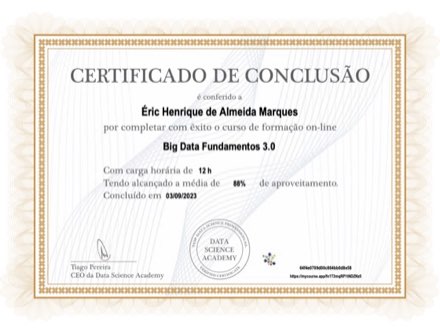 CERTIFICADO DE CONCLUSÃO
é conferido a
Éric Henrique de Almeida Marques
por completar com êxito o curso de formação on-line
Big Data Fundamentos 3.0
Com carga horária de 12 h
Tendo alcançado a média de 88% de aproveitamento.
Concluído em 03/09/2023
DATA
SCIENCE
ACADEMY
Tiago Pereira
CEO da Data Science Academy